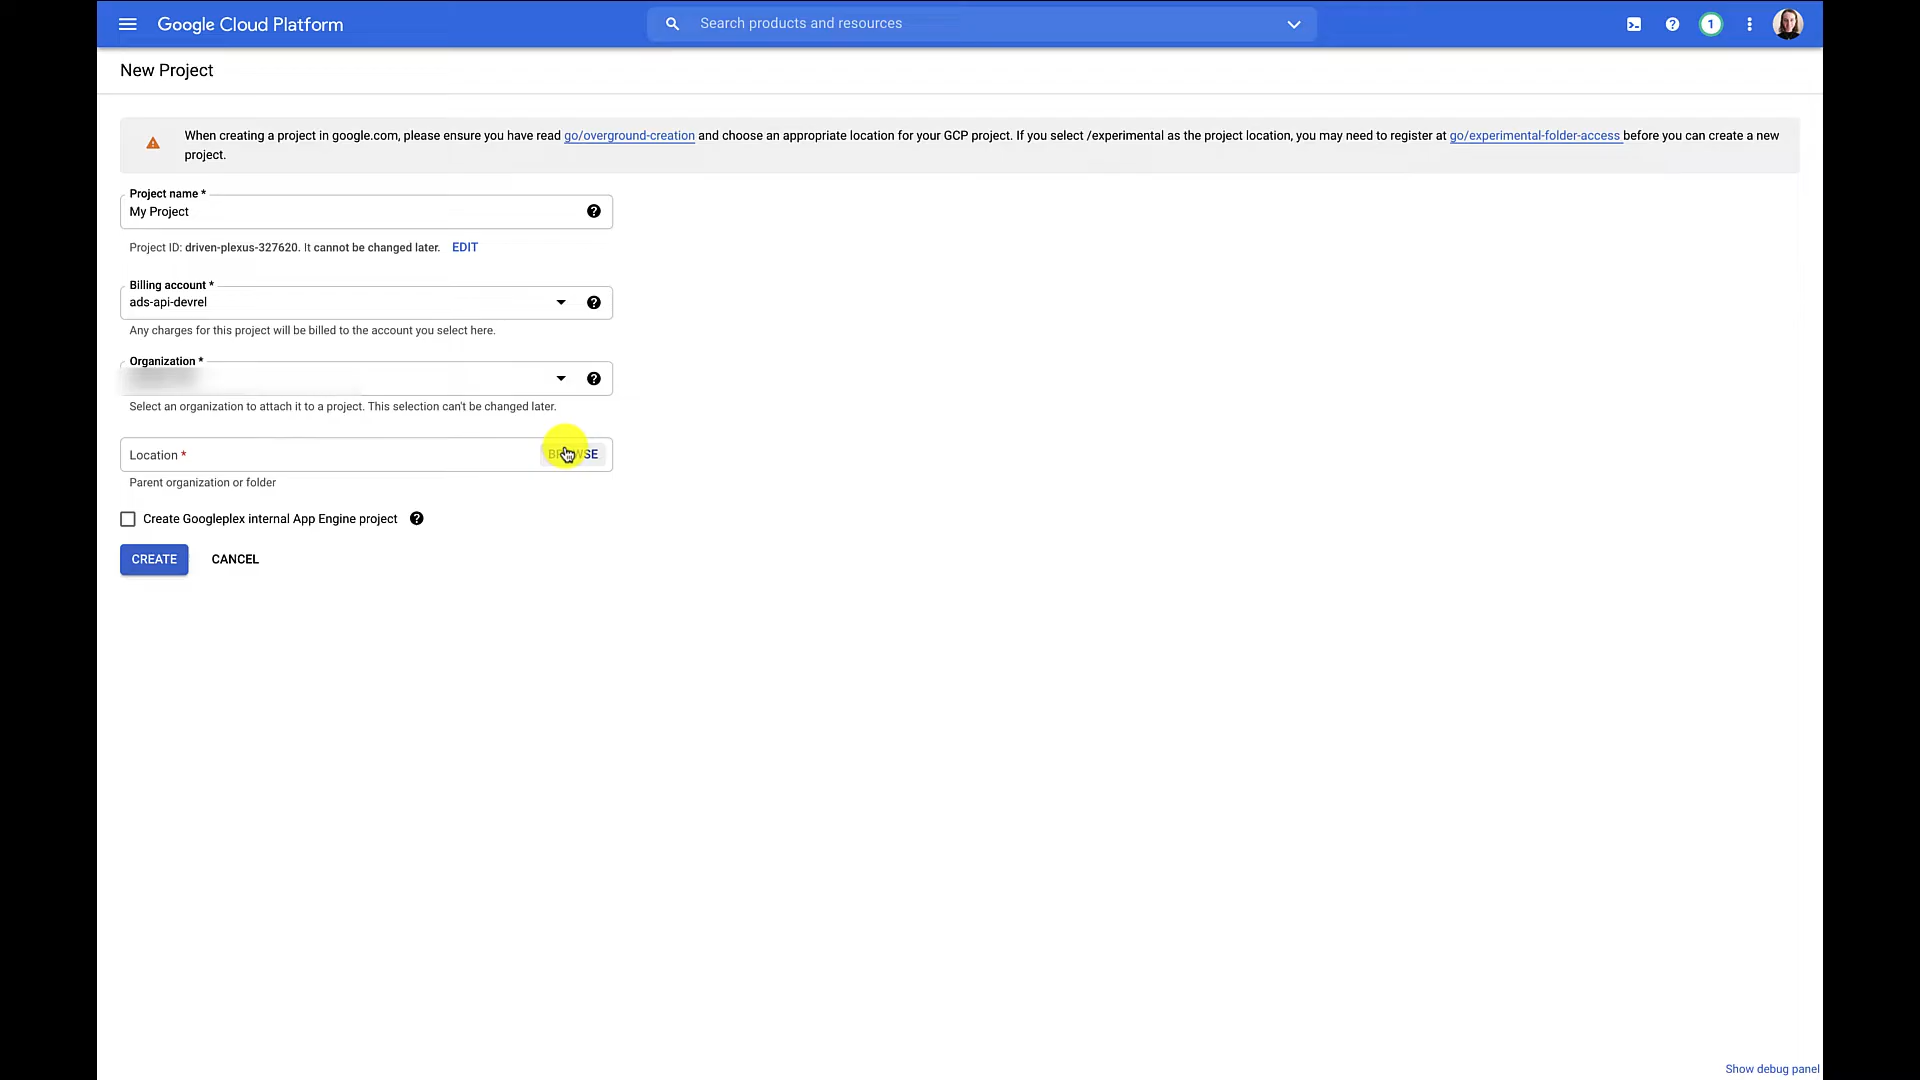 Google Cloud Platform
Search products and resources
1
New Project
When creating a project in google.com, please ensure you have read go/overground-creation and choose an appropriate location for your GCP project. If you select /experimental as the project location, you may need to register at go/experimental-folder-access before you can create a new
project.
Project name *
My Project
Project ID: driven-plexus-327620. It cannot be changed later. EDIT
Billing account *
ads-api-devrel
Any charges for this project will be billed to the account you select here.
Organization *
Select an organization to attach it to a project. This selection can't be changed later.
Location * BROWSE
Parent organization or folder
Create Googleplex internal App Engine project
CREATE CANCEL
Show debug panel